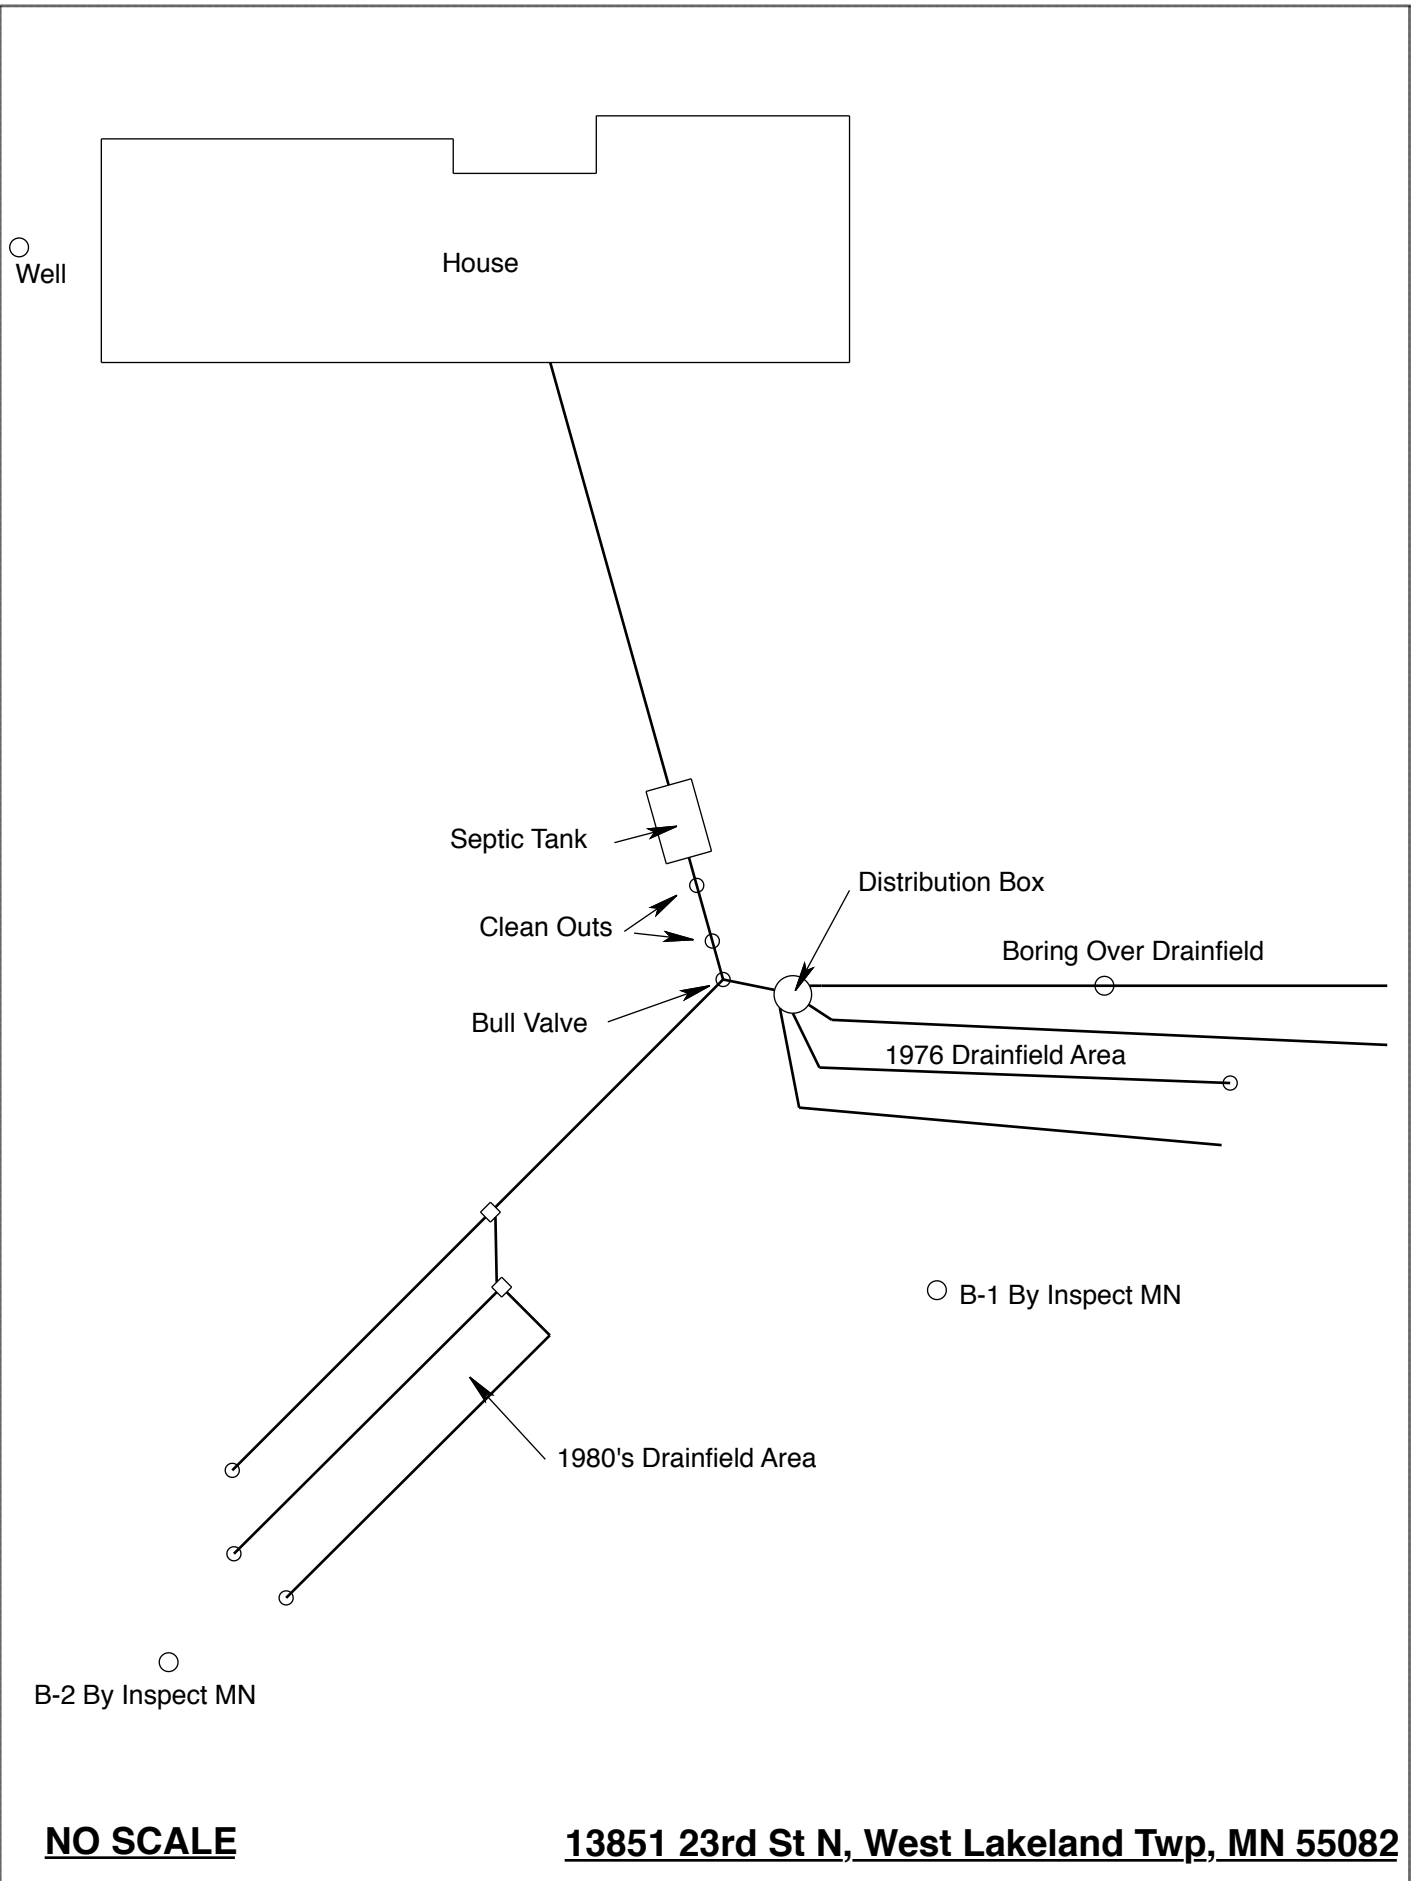 House
Well
Septic Tank
Distribution Box
Clean Outs
Boring Over Drainfield
Bull Valve
1976 Drainfield Area
B-1 By Inspect MN
1980's Drainfield Area
B-2 By Inspect MN
NO SCALE
13851 23rd St N, West Lakeland Twp, MN 55082